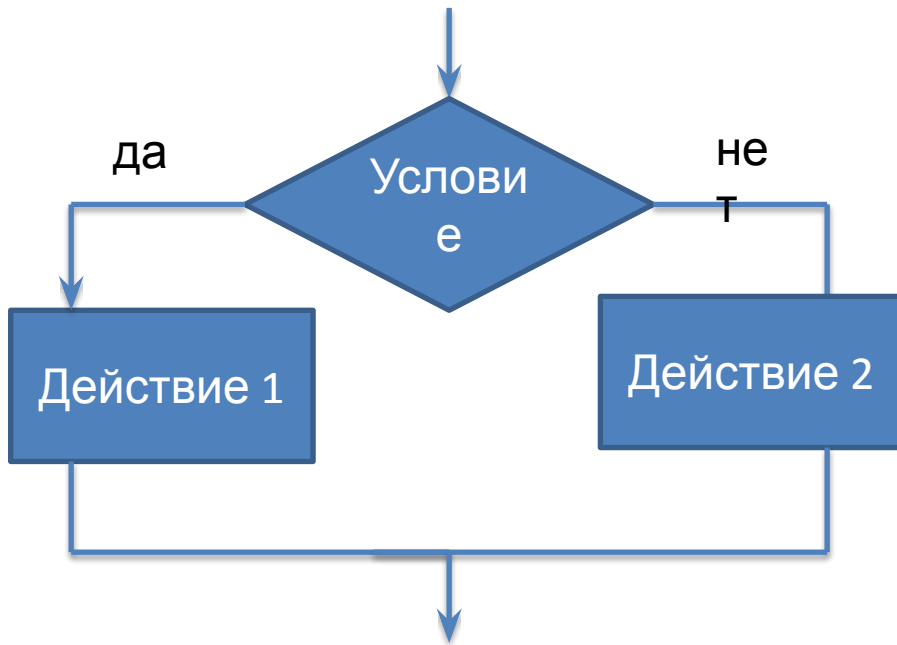 да
Услови
е
не
т
Действие 1
Действие 2